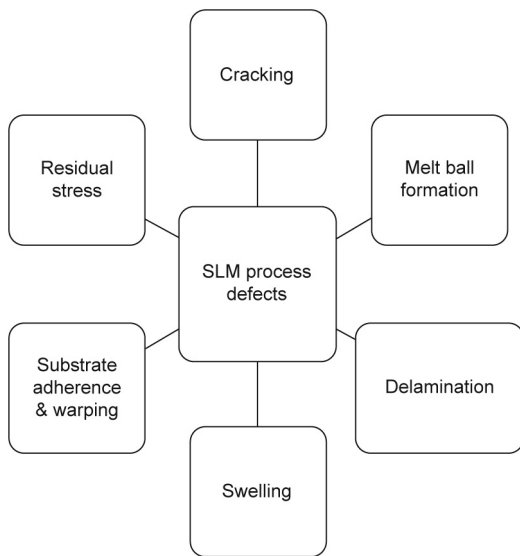 Cracking
Residual
stress
Melt ball
formation
SLM process
defects
Substrate
adherence
& warping
Delamination
Swelling